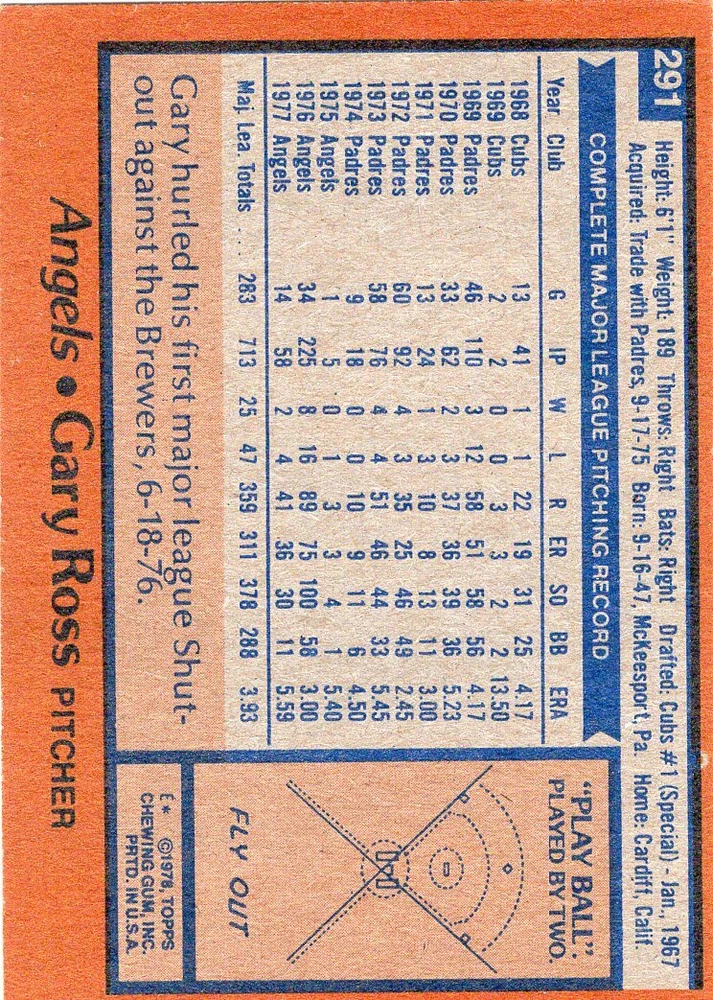 291
Height: 6'1" Weight: 189 Throws: Right Bats: Right Drafted: Cubs #1 (Special) - Jan., 1967
Acquired: Trade with Padres, 9-17-75 Born: 9-16-47, McKeesport, Pa. Home: Cardiff, Calif.
COMPLETE MAJOR LEAGUE PITCHING RECORD
Year Club G IP W L R ER SO BB ERA
1968 Cubs 13 41 1 1 22 19 31 25 4.17
1969 Cubs 2 2 0 0 3 3 2 2 13.50
1969 Padres 46 110 3 12 58 51 58 56 4.17
1970 Padres 33 62 2 3 37 36 39 36 5.23
1971 Padres 13 24 1 3 10 8 13 11 3.00
1972 Padres 60 92 4 3 35 25 46 49 2.45
1973 Padres 58 76 4 4 51 46 44 33 5.45
1974 Padres 9 18 0 0 10 9 11 6 4.50
1975 Angels 1 5 0 1 3 3 4 1 5.40
1976 Angels 34 225 8 16 89 75 100 58 3.00
1977 Angels 14 58 2 4 41 36 30 11 5.59
Maj. Lea. Totals .... 283 713 25 47 359 311 378 288 3.93
Gary hurled his first major league Shut-
out against the Brewers, 6-18-76.
"PLAY BALL".
PLAYED BY TWO.
FLY OUT
E* ©1978, TOPPS
CHEWING GUM, INC.
PRTD. IN U.S.A.
Angels • Gary Ross PITCHER